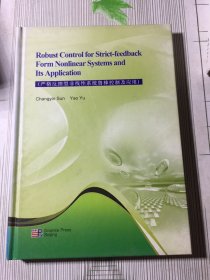 Robust Control for Strict-feedback
Form Nonlinear Systems and
Its Application
(严格反馈型非线性系统鲁棒控制及应用)
Changyin Sun Yao Yu
Science Press
Beijing